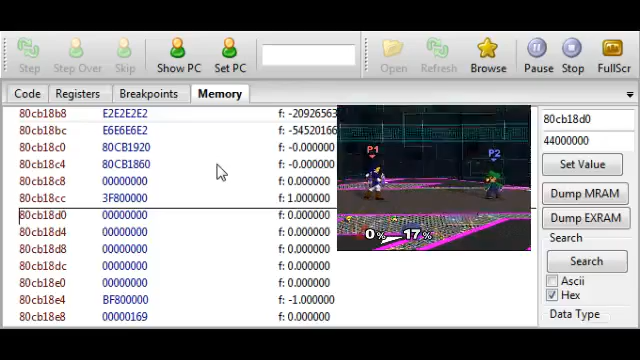 Step Step Over Skip Show PC Set PC Open Refresh Browse Pause Stop FullScr
Code Registers Breakpoints Memory
80cb18b8 E2E2E2E2 f: -20926563
80cb18bc E6E6E6E2 f: -54520166
80cb18c0 80CB1920 f: -0.000000
80cb18c4 80CB1860 f: -0.000000
80cb18c8 00000000 f: 0.000000
80cb18cc 3F800000 f: 1.000000
80cb18d0 00000000 f: 0.000000
80cb18d4 00000000 f: 0.000000
80cb18d8 00000000 f: 0.000000
80cb18dc 00000000 f: 0.000000
80cb18e0 00000000 f: 0.000000
80cb18e4 BF800000 f: -1.000000
80cb18e8 00000169 f: 0.000000
P1
P2
0% 17%
80cb18d0
44000000
Set Value
Dump MRAM
Dump EXRAM
Search
Search
Ascii
Hex
Data Type